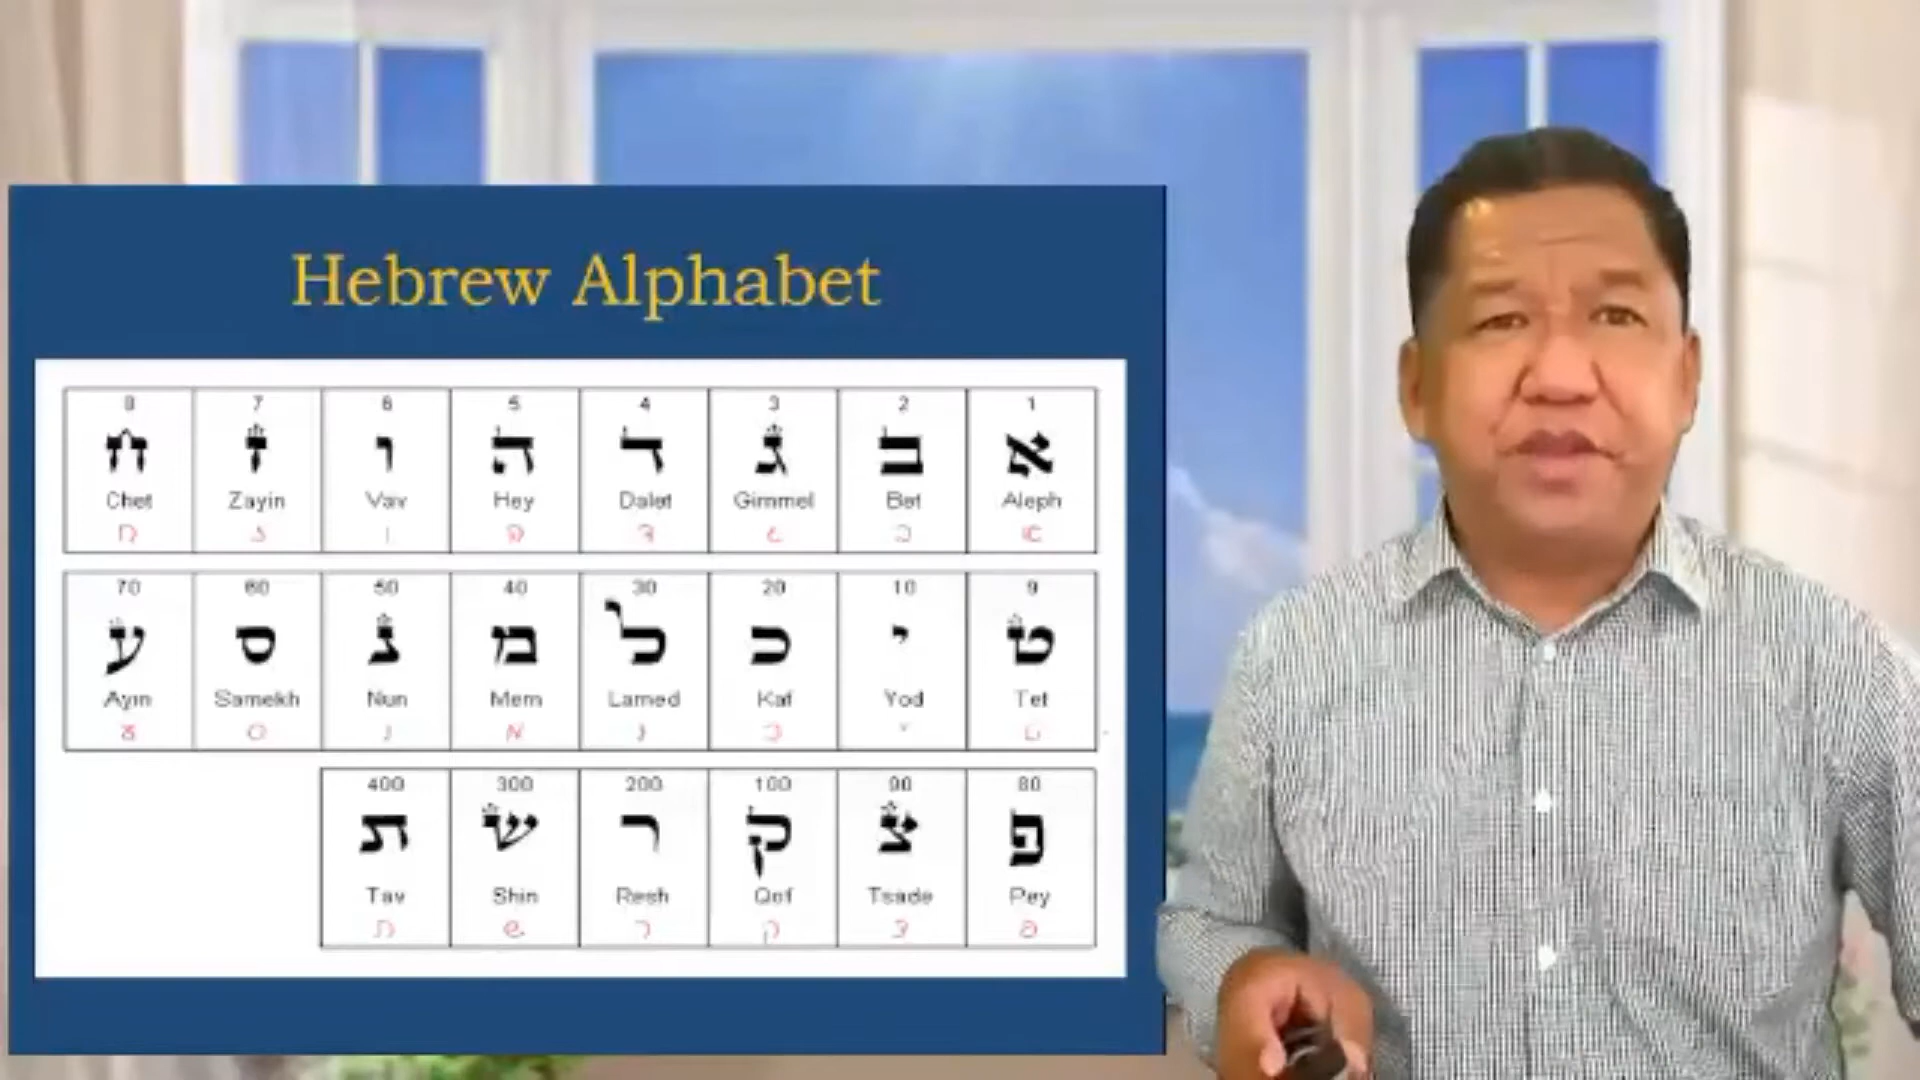 Hebrew Alphabet
1 2 3 4 5 6 7 8
א ב ג ד ה ו ז ח
Aleph Bet Gimmel Dalet Hey Vav Zayin Chet
א ב ג ד ה ו ז ח
9 10 20 30 40 50 60 70
ט י כ ל מ נ ס ע
Tet Yod Kaf Lamed Mem Nun Samekh Ayin
ט י כ ל מ נ ס ע
80 90 100 200 300 400
פ צ ק ר ש ת
Pey Tsade Qof Resh Shin Tav
פ צ ק ר ש ת